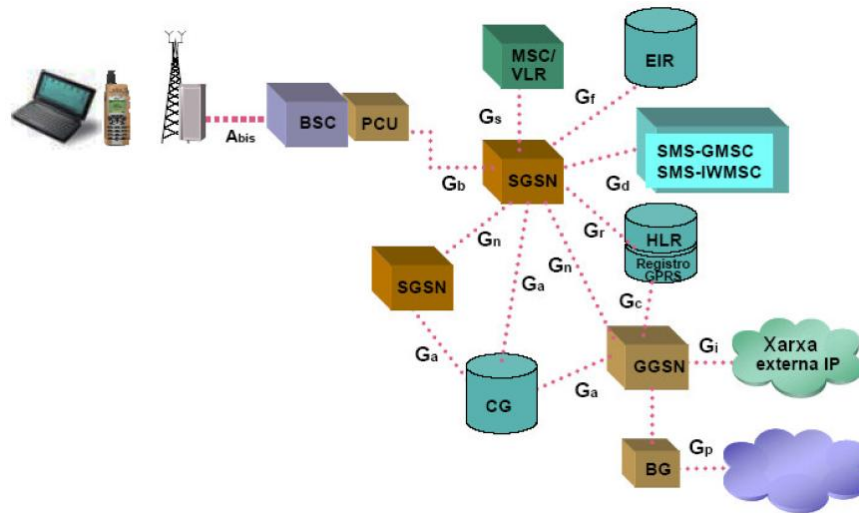 MSC/
VLR
EIR
Gf
Gs
Abis
BSC
PCU
SMS-GMSC
SMS-IWMSC
SGSN
Gd
Gb
Gr
HLR
Registro
GPRS
Gn
Gn
SGSN
Ga
Gc
Ga
Gi
Xarxa
externa IP
GGSN
CG
Ga
BG
Gp